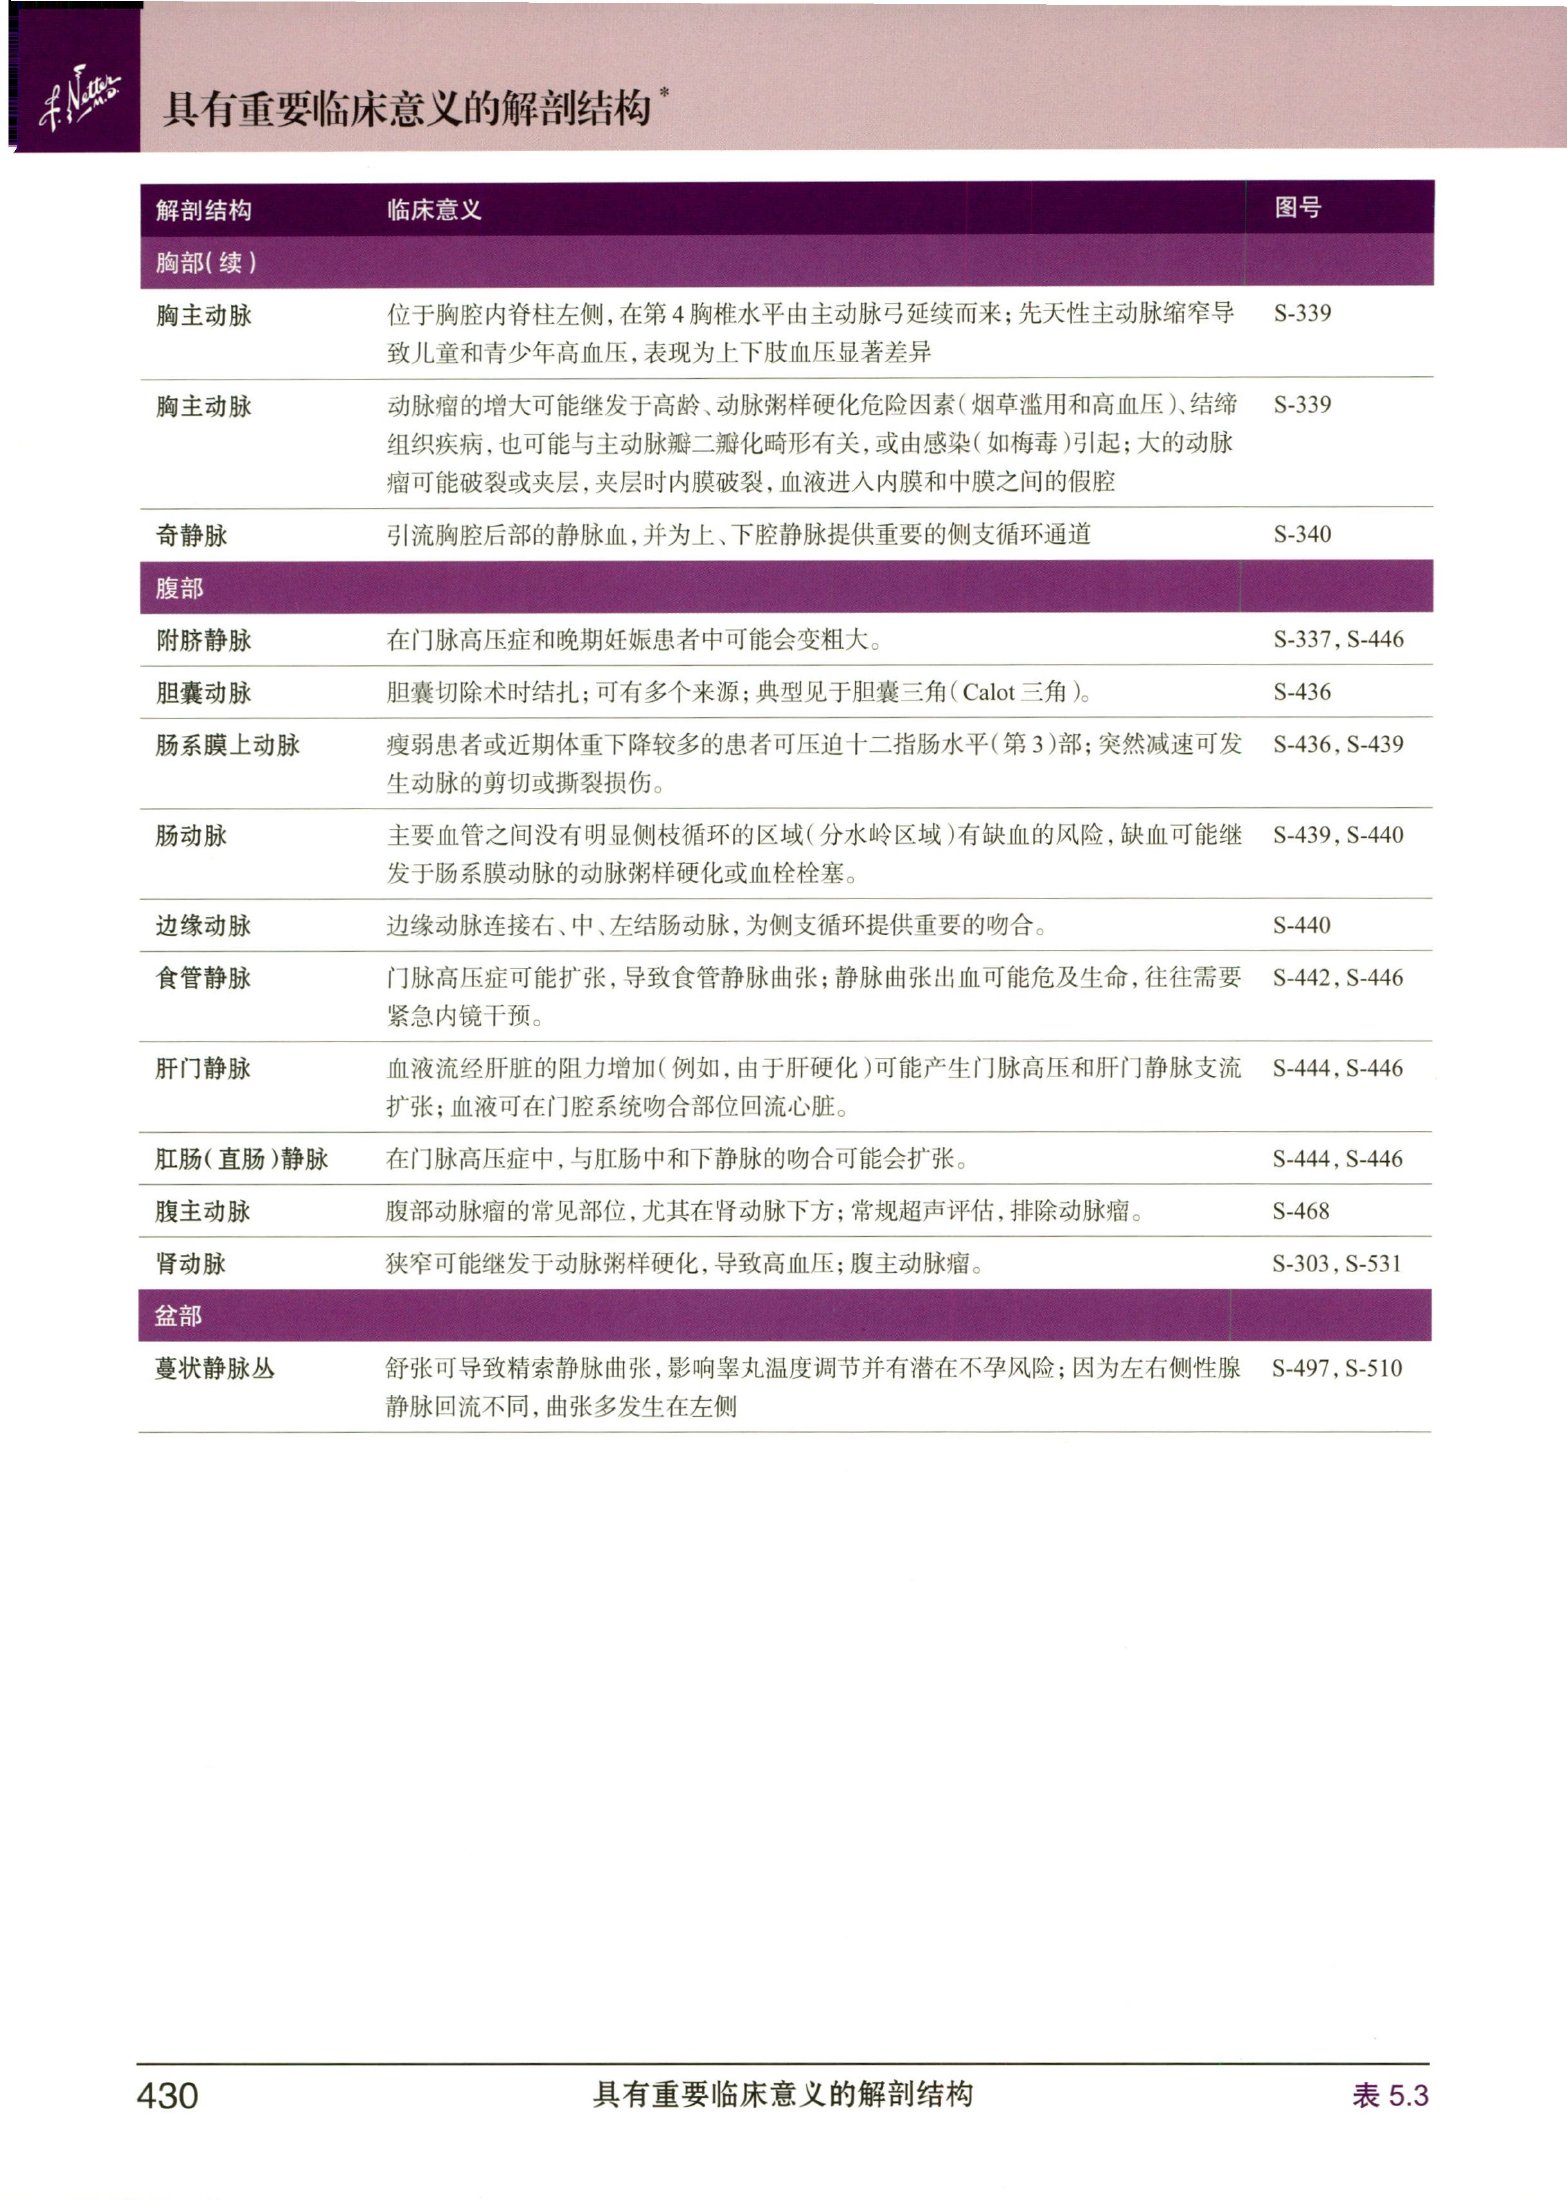 F. Netter M.D.
具有重要临床意义的解剖结构*
解剖结构 临床意义 图号
胸部(续)
胸主动脉 位于胸腔内脊柱左侧,在第4胸椎水平由主动脉弓延续而来;先天性主动脉缩窄导 S-339
致儿童和青少年高血压,表现为上下肢血压显著差异
胸主动脉 动脉瘤的增大可能继发于高龄、动脉粥样硬化危险因素(烟草滥用和高血压)、结缔 S-339
组织疾病,也可能与主动脉瓣二瓣化畸形有关,或由感染(如梅毒)引起;大的动脉
瘤可能破裂或夹层,夹层时内膜破裂,血液进入内膜和中膜之间的假腔
奇静脉 引流胸腔后部的静脉血,并为上、下腔静脉提供重要的侧支循环通道 S-340
腹部
附脐静脉 在门脉高压症和晚期妊娠患者中可能会变粗大。 S-337, S-446
胆囊动脉 胆囊切除术时结扎;可有多个来源;典型见于胆囊三角(Calot三角)。 S-436
肠系膜上动脉 瘦弱患者或近期体重下降较多的患者可压迫十二指肠水平(第3)部;突然减速可发 S-436, S-439
生动脉的剪切或撕裂损伤。
肠动脉 主要血管之间没有明显侧枝循环的区域(分水岭区域)有缺血的风险,缺血可能继 S-439, S-440
发于肠系膜动脉的动脉粥样硬化或血栓栓塞。
边缘动脉 边缘动脉连接右、中、左结肠动脉,为侧支循环提供重要的吻合。 S-440
食管静脉 门脉高压症可能扩张,导致食管静脉曲张;静脉曲张出血可能危及生命,往往需要 S-442, S-446
紧急内镜干预。
肝门静脉 血液流经肝脏的阻力增加(例如,由于肝硬化)可能产生门脉高压和肝门静脉支流 S-444, S-446
扩张;血液可在门腔系统吻合部位回流心脏。
肛肠(直肠)静脉 在门脉高压症中,与肛肠中和下静脉的吻合可能会扩张。 S-444, S-446
腹主动脉 腹部动脉瘤的常见部位,尤其在肾动脉下方;常规超声评估,排除动脉瘤。 S-468
肾动脉 狭窄可能继发于动脉粥样硬化,导致高血压;腹主动脉瘤。 S-303, S-531
盆部
蔓状静脉丛 舒张可导致精索静脉曲张,影响睾丸温度调节并有潜在不孕风险;因为左右侧性腺 S-497, S-510
静脉回流不同,曲张多发生在左侧
430 具有重要临床意义的解剖结构 表 5.3